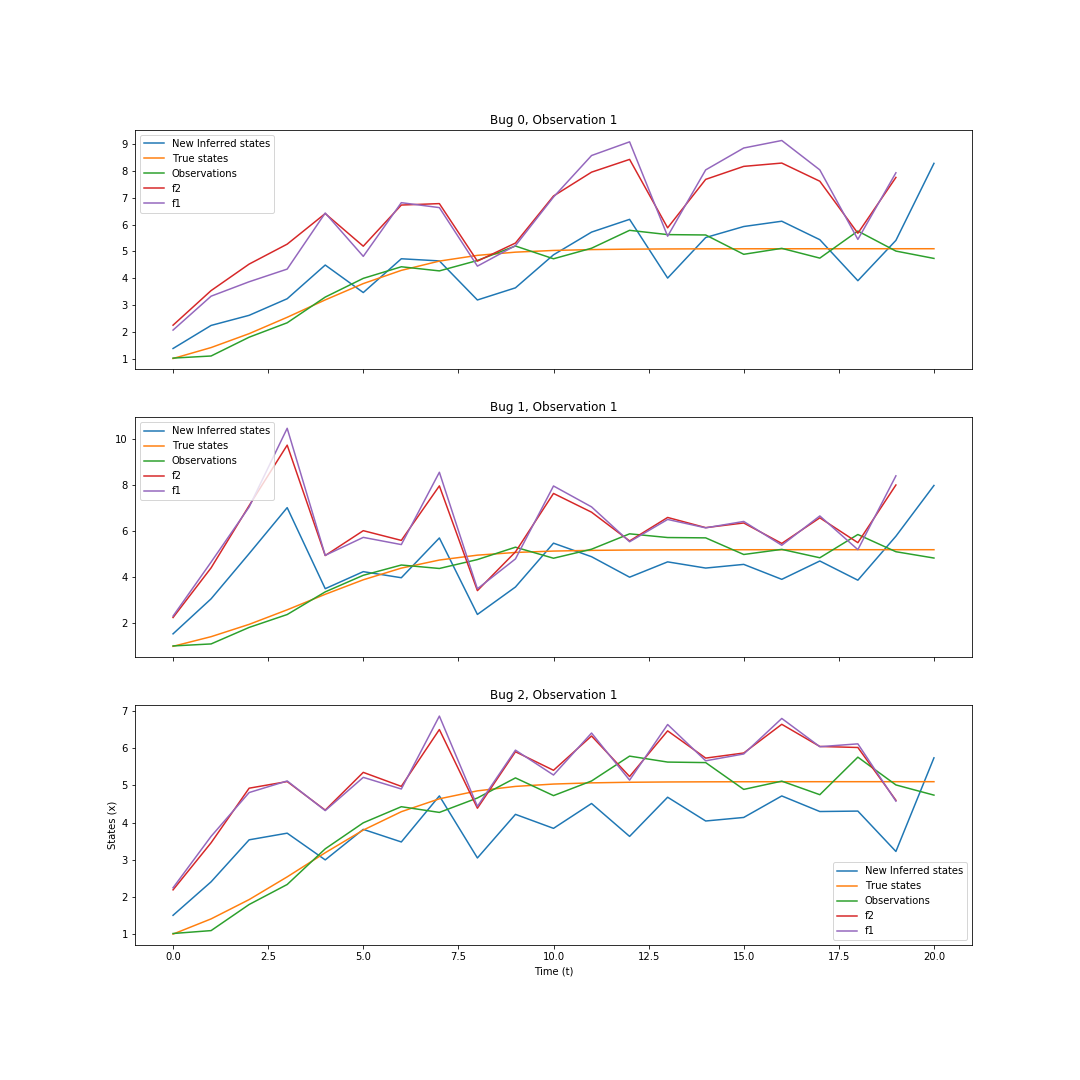 Bug 0, Observation 1
New Inferred states
True states
Observations
f2
f1
9
8
7
6
5
4
3
2
1
Bug 1, Observation 1
New Inferred states
True states
Observations
f2
f1
10
8
6
4
2
Bug 2, Observation 1
7
6
5
4
3
2
1
States (x)
New Inferred states
True states
Observations
f2
f1
0.0 2.5 5.0 7.5 10.0 12.5 15.0 17.5 20.0
Time (t)